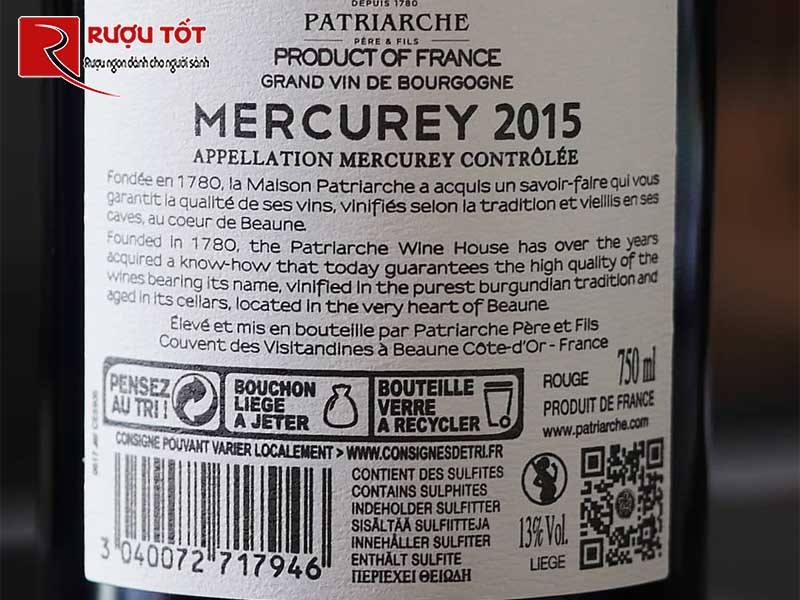 RƯỢU TỐT
Rượu ngon dành cho người sành
DEPUIS 1780
PATRIARCHE
PÈRE & FILS
PRODUCT OF FRANCE
GRAND VIN DE BOURGOGNE
MERCUREY 2015
APPELLATION MERCUREY CONTRÔLÉE
Fondée en 1780, la Maison Patriarche a acquis un savoir-faire qui vous
garantit la qualité de ses vins, vinifiés selon la tradition et vieillis en ses
caves, au coeur de Beaune.
Founded in 1780, the Patriarche Wine House has over the years
acquired a know-how that today guarantees the high quality of the
wines bearing its name, vinified in the purest burgundian tradition and
aged in its cellars, located in the very heart of Beaune.
Élevé et mis en bouteille par Patriarche Père et Fils
Couvent des Visitandines à Beaune Côte-d'Or - France
PENSEZ
AU TRI !
BOUCHON
LIEGE
A JETER
BOUTEILLE
VERRE
A RECYCLER
CONSIGNE POUVANT VARIER LOCALEMENT > WWW.CONSIGNESDETRI.FR
ROUGE 750 ml
PRODUIT DE FRANCE
www.patriarche.com
CONTIENT DES SULFITES
CONTAINS SULPHITES
INDEHOLDER SULFITTER
SISÄLTÄÄ SULFIITTEJA
INNEHÅLLER SULFITER
ENTHÄLT SULFITE
ΠΕΡΙΕΧΕΙ ΘΕΙΩΔΗ
13% Vol.
LIEGE
3 040072 717946